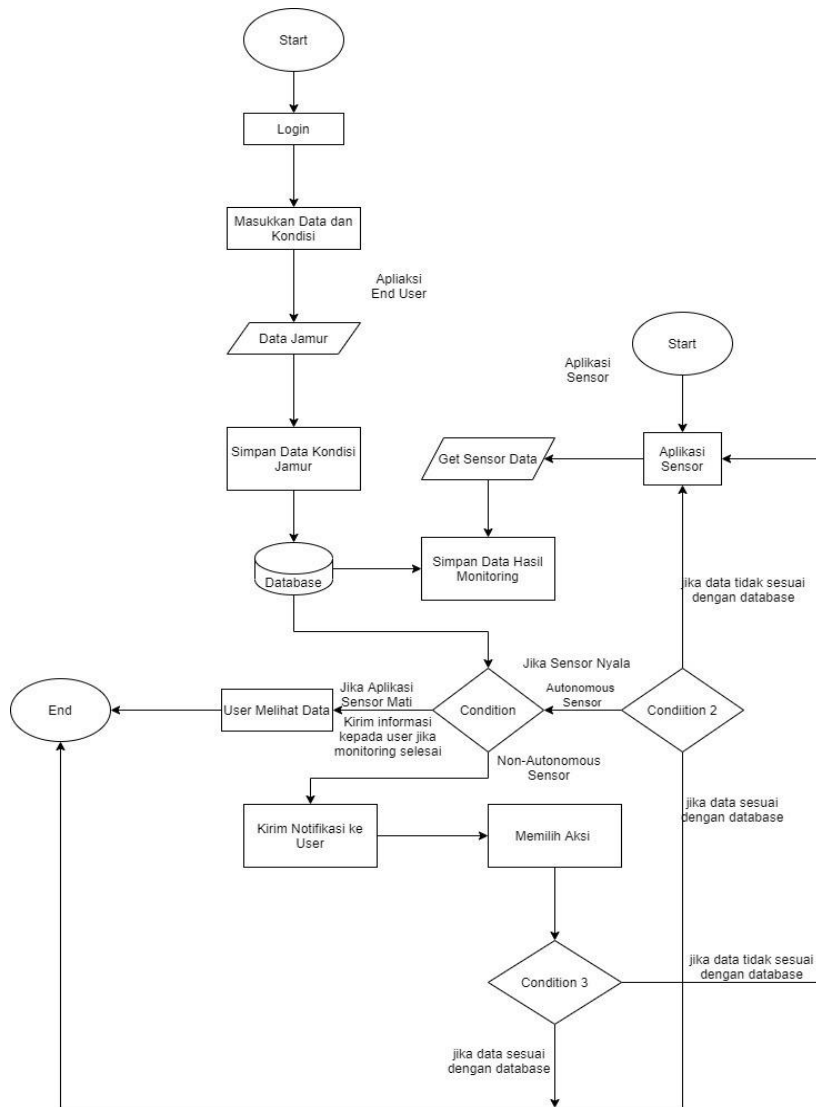 Start
Login
Masukkan Data dan
Kondisi
Apliaksi
End User
Data Jamur
Start
Aplikasi
Sensor
Simpan Data Kondisi
Jamur
Get Sensor Data
Aplikasi
Sensor
Database
Simpan Data Hasil
Monitoring
jika data tidak sesuai
dengan database
Jika Sensor Nyala
End
User Melihat Data
Jika Aplikasi
Sensor Mati
Kirim informasi
kepada user jika
monitoring selesai
Condition
Autonomous
Sensor
Condiition 2
Non-Autonomous
Sensor
jika data sesuai
dengan database
Kirim Notifikasi ke
User
Memilih Aksi
Condition 3
jika data tidak sesuai
dengan database
jika data sesuai
dengan database